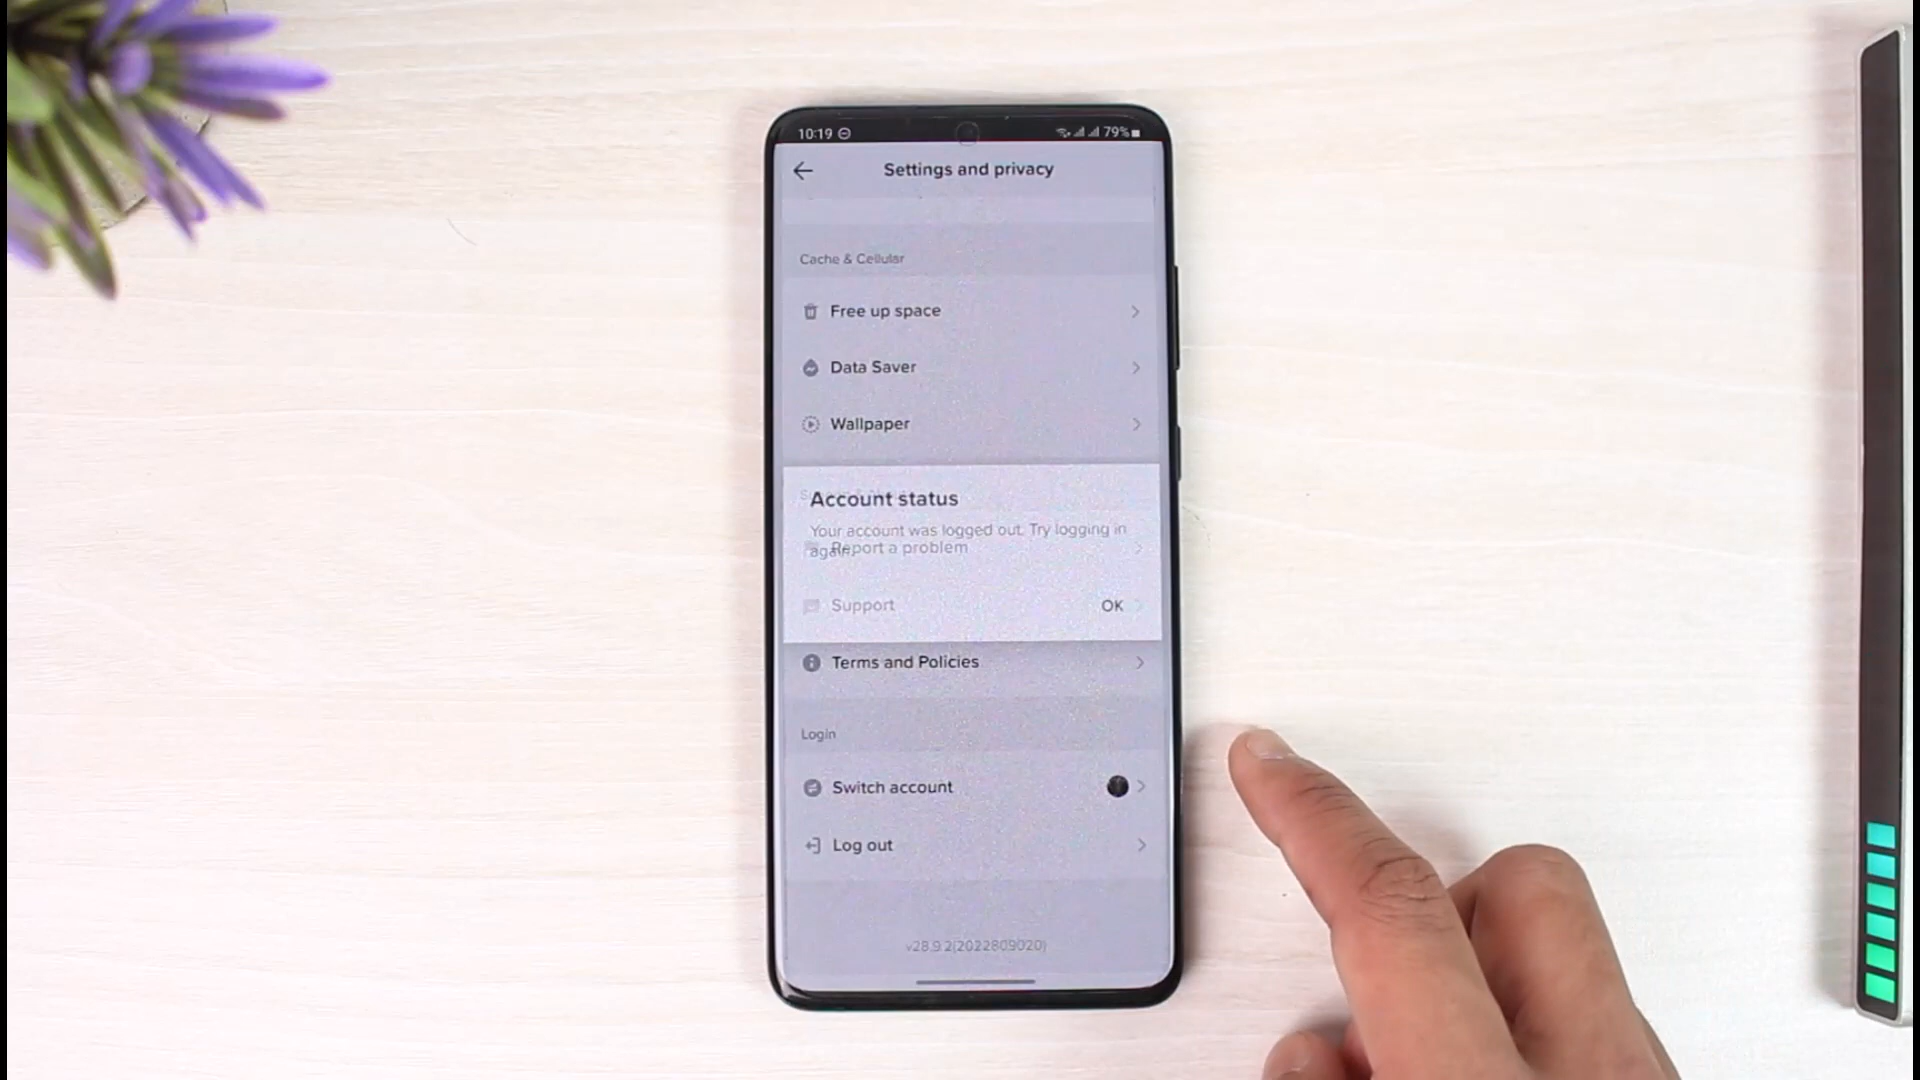 10:19
79%
Settings and privacy
Cache & Cellular
Free up space
Data Saver
Wallpaper
Account status
Your account was logged out. Try logging in
again.
Report a problem
Support
OK
Terms and Policies
Login
Switch account
Log out
v28.9.2(2022809020)